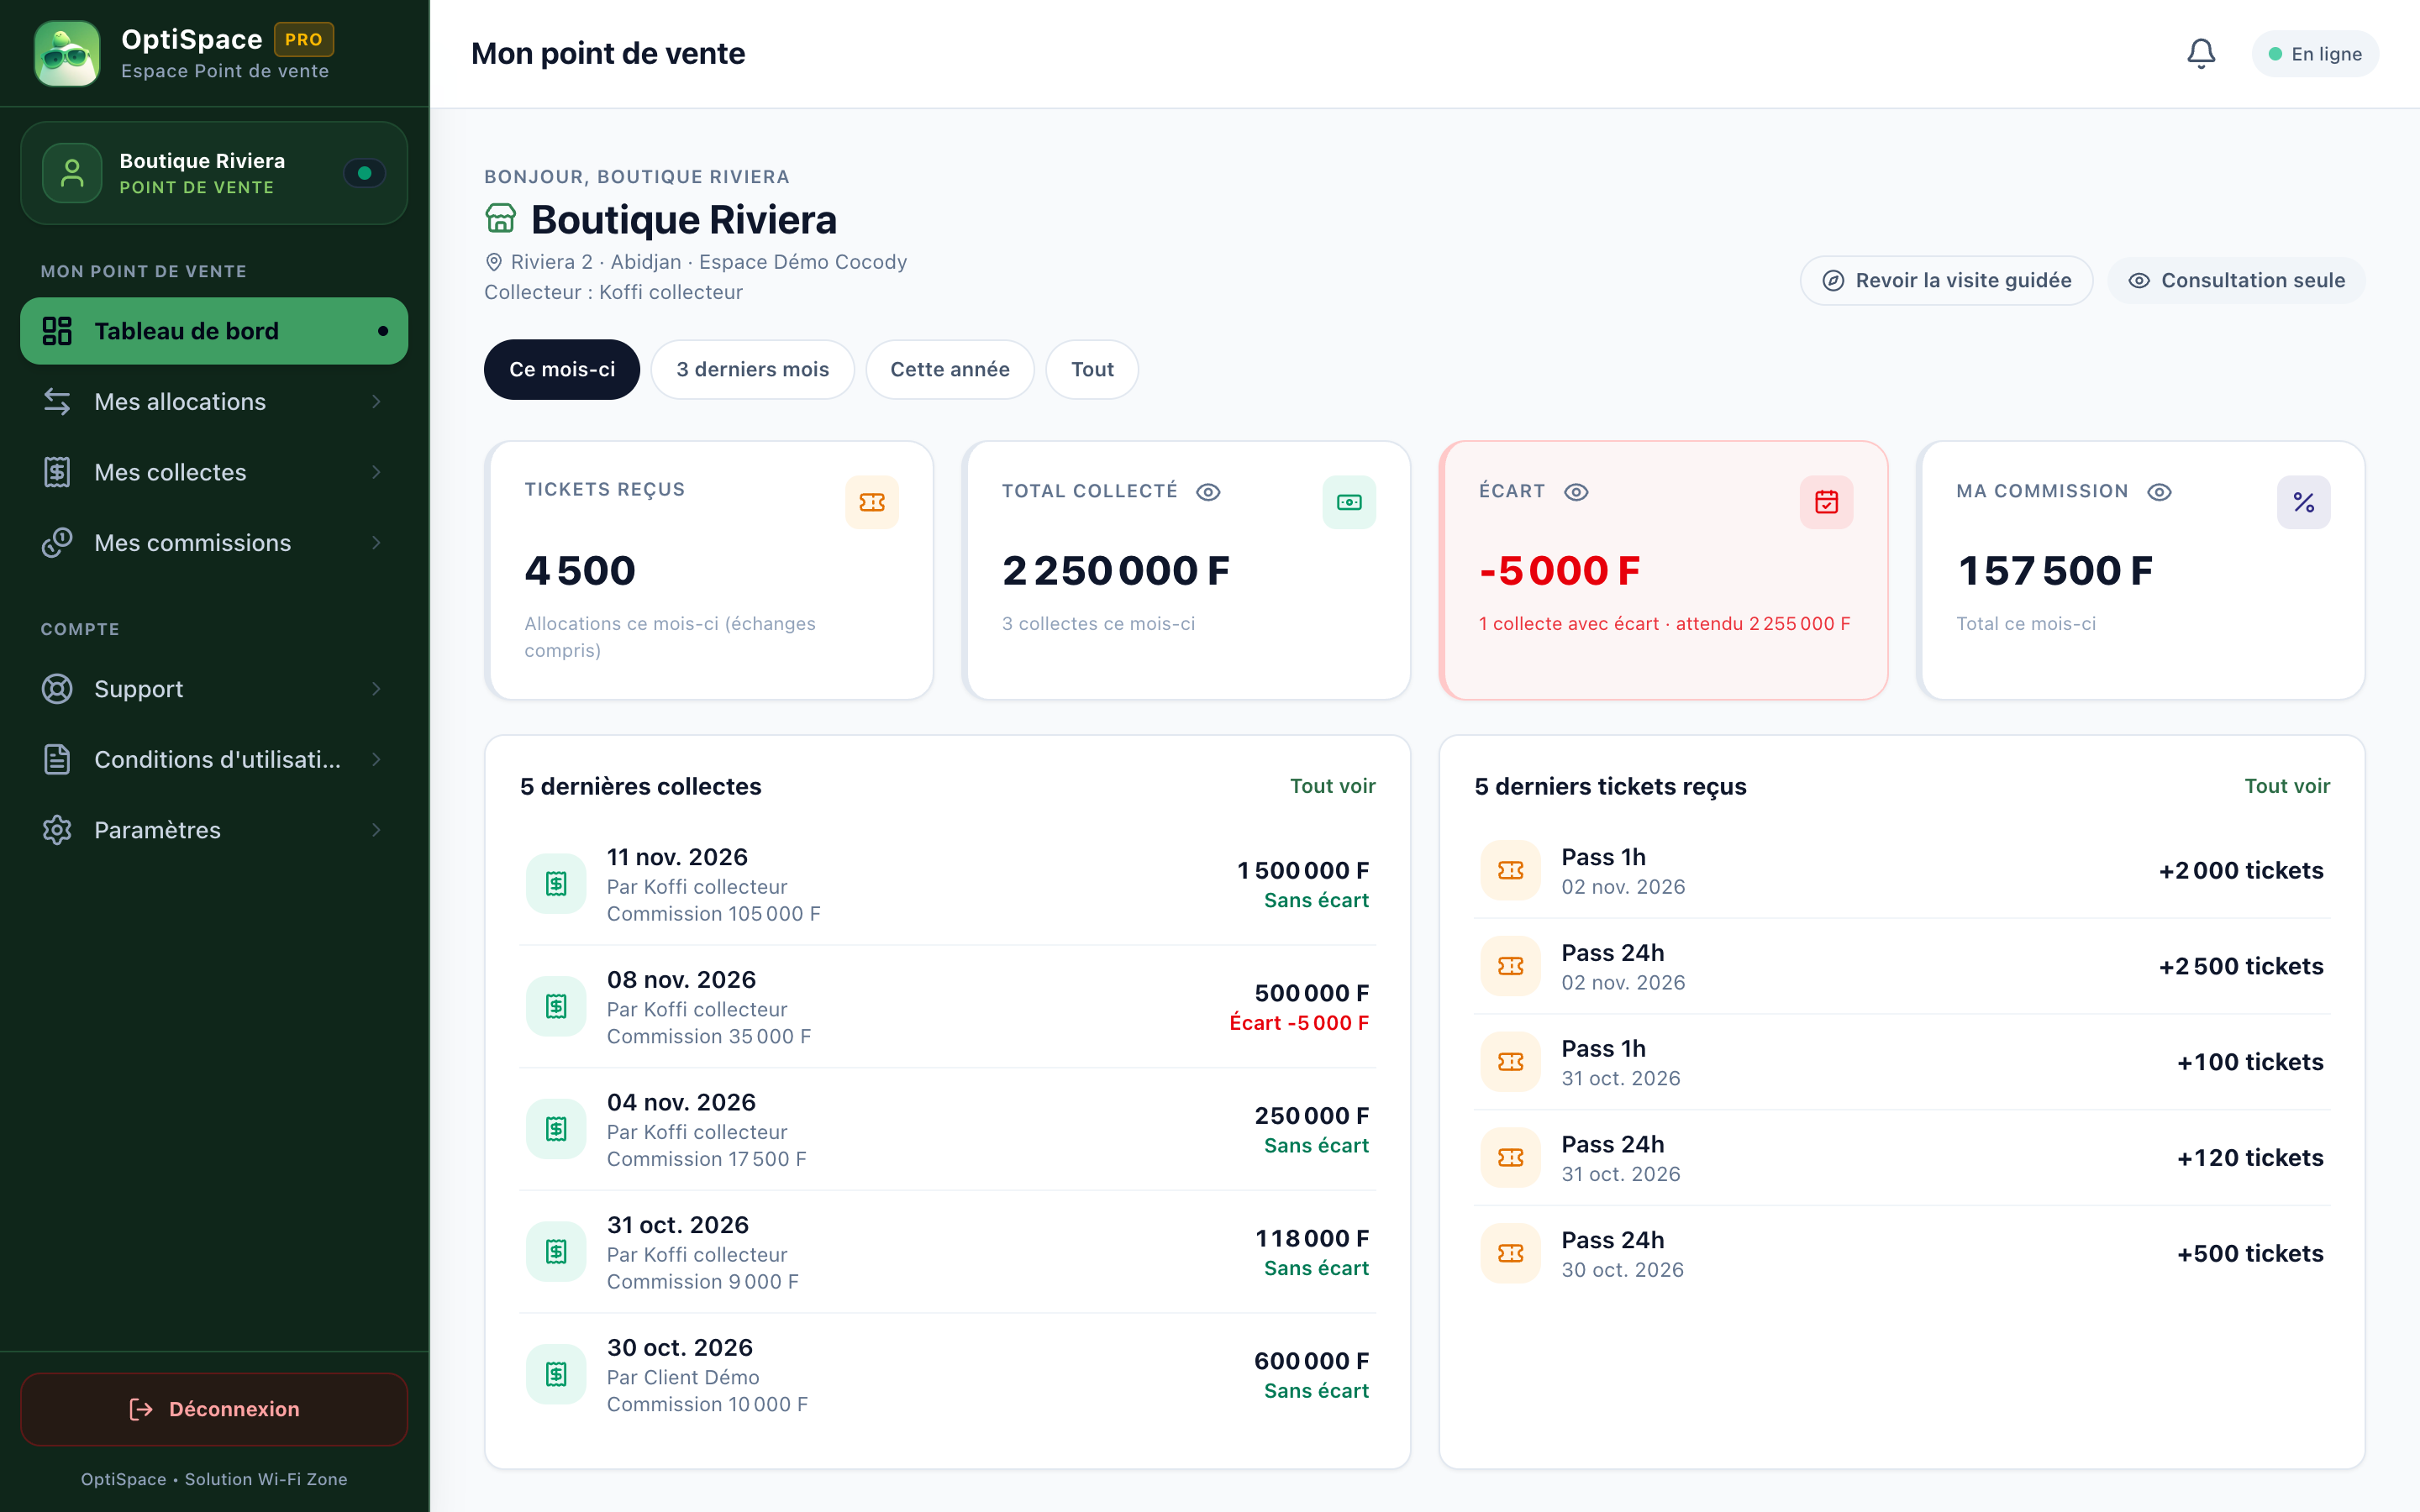 OptiSpace PRO
Espace Point de vente
Boutique Riviera
POINT DE VENTE
MON POINT DE VENTE
Tableau de bord
Mes allocations
Mes collectes
Mes commissions
COMPTE
Support
Conditions d'utilisati...
Paramètres
Déconnexion
OptiSpace • Solution Wi-Fi Zone
Mon point de vente
En ligne
BONJOUR, BOUTIQUE RIVIERA
Boutique Riviera
Riviera 2 · Abidjan · Espace Démo Cocody
Collecteur : Koffi collecteur
Revoir la visite guidée
Consultation seule
Ce mois-ci
3 derniers mois
Cette année
Tout
TICKETS REÇUS
4 500
Allocations ce mois-ci (échanges
compris)
TOTAL COLLECTÉ
2 250 000 F
3 collectes ce mois-ci
ÉCART
-5 000 F
1 collecte avec écart · attendu 2 255 000 F
MA COMMISSION
157 500 F
Total ce mois-ci
5 dernières collectes
Tout voir
11 nov. 2026
Par Koffi collecteur
Commission 105 000 F
1 500 000 F
Sans écart
08 nov. 2026
Par Koffi collecteur
Commission 35 000 F
500 000 F
Écart -5 000 F
04 nov. 2026
Par Koffi collecteur
Commission 17 500 F
250 000 F
Sans écart
31 oct. 2026
Par Koffi collecteur
Commission 9 000 F
118 000 F
Sans écart
30 oct. 2026
Par Client Démo
Commission 10 000 F
600 000 F
Sans écart
5 derniers tickets reçus
Tout voir
Pass 1h
02 nov. 2026
+2 000 tickets
Pass 24h
02 nov. 2026
+2 500 tickets
Pass 1h
31 oct. 2026
+100 tickets
Pass 24h
31 oct. 2026
+120 tickets
Pass 24h
30 oct. 2026
+500 tickets